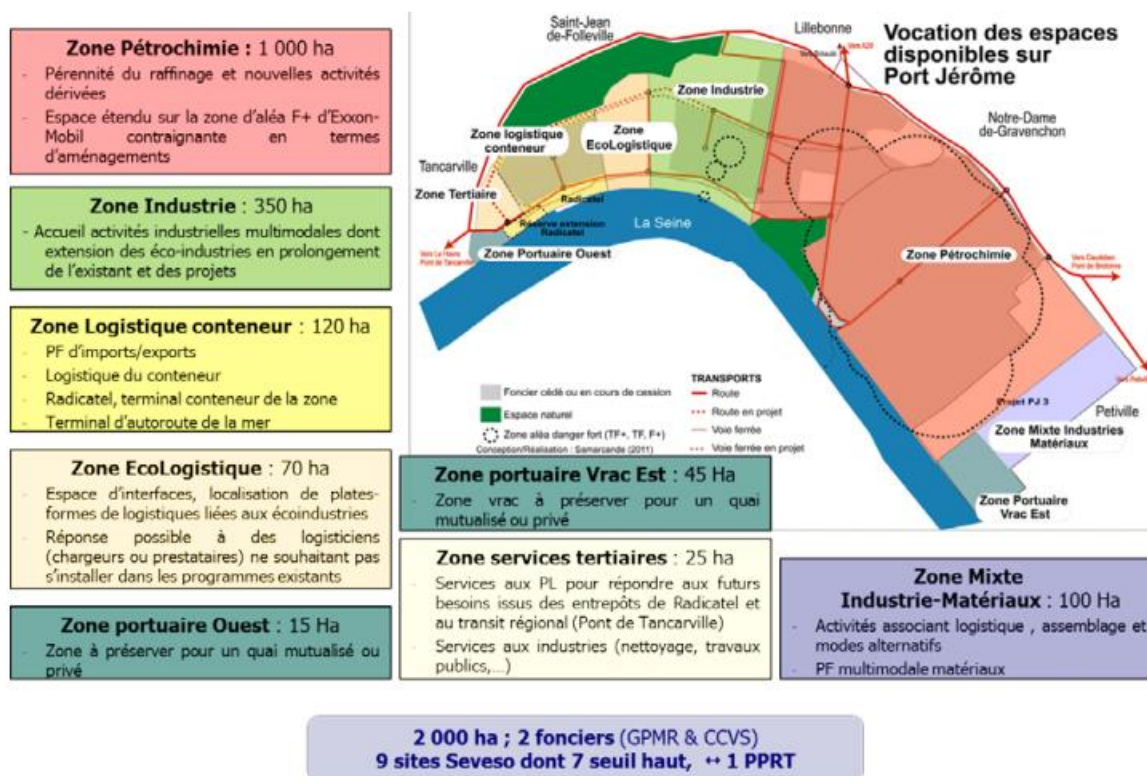 Zone Pétrochimie : 1 000 ha
- Pérennité du raffinage et nouvelles activités
dérivées
- Espace étendu sur la zone d'aléa F+ d'Exxon-
Mobil contraignante en termes
d'aménagements
Zone Industrie : 350 ha
- Accueil activités industrielles multimodales dont
extension des éco-industries en prolongement
de l'existant et des projets
Zone Logistique conteneur : 120 ha
- PF d'imports/exports
- Logistique du conteneur
- Radicatel, terminal conteneur de la zone
- Terminal d'autoroute de la mer
Zone EcoLogistique : 70 ha
- Espace d'interfaces, localisation de plates-
formes de logistiques liées aux écoindustries
- Réponse possible à des logisticiens
(chargeurs ou prestataires) ne souhaitant pas
s'installer dans les programmes existants
Zone portuaire Ouest : 15 Ha
- Zone à préserver pour un quai mutualisé ou
privé
Vocation des espaces
disponibles sur
Port Jérôme
Saint-Jean
de-Folleville
Lillebonne
Vers A29
Notre-Dame
de-Gravenchon
Zone Industrie
Zone logistique
conteneur
Zone
EcoLogistique
Tancarville
Zone Tertiaire
Radicatel
Réserve extension
Radicatel
La Seine
Vers Le Havre
Pont de Tancarville
Zone Portuaire Ouest
Zone Pétrochimie
Pont de Brotonne
Projet PJ 3
Petiville
Zone Mixte Industries
Matériaux
Zone Portuaire
Vrac Est
Foncier cédé ou en cours de cession
Espace naturel
Zone aléa danger fort (TF+, TF, F+)
Conception/Réalisation : Samarcande (2011)
TRANSPORTS
Route
Route en projet
Voie ferrée
Voie ferrée en projet
Zone portuaire Vrac Est : 45 Ha
- Zone vrac à préserver pour un quai
mutualisé ou privé
Zone services tertiaires : 25 ha
- Services aux PL pour répondre aux futurs
besoins issus des entrepôts de Radicatel et
au transit régional (Pont de Tancarville)
- Services aux industries (nettoyage, travaux
publics,...)
Zone Mixte
Industrie-Matériaux : 100 Ha
- Activités associant logistique , assemblage et
modes alternatifs
- PF multimodale matériaux
2 000 ha ; 2 fonciers (GPMR & CCVS)
9 sites Seveso dont 7 seuil haut, ↔ 1 PPRT